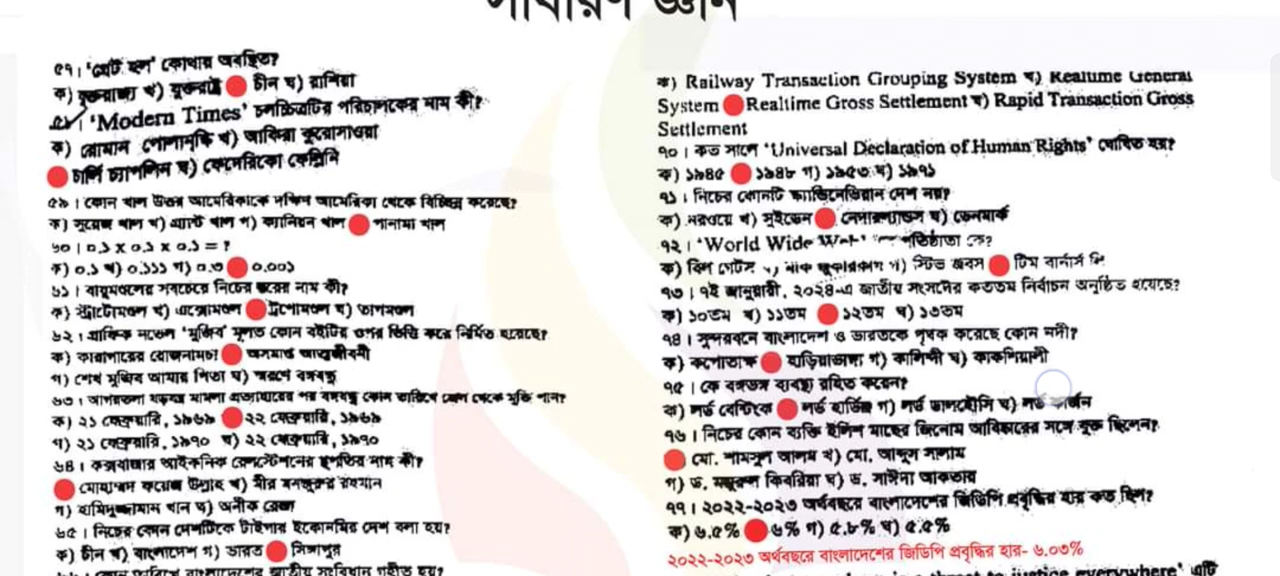 সাধারণ জ্ঞান
৫৭। 'গ্রেট হল' কোথায় অবস্থিত?
ক) যুক্তরাজ্য খ) যুক্তরাষ্ট্র চীন ঘ) রাশিয়া
৫৮। 'Modern Times' চলচ্চিত্রটির পরিচালকের নাম কী?
ক) রোমান পোলানস্কি খ) আকিরা কুরোসাওয়া
চার্লি চ্যাপলিন ঘ) ফেদেরিকো ফেল্লিনি
৫৯। কোন খাল উত্তর আমেরিকাকে দক্ষিণ আমেরিকা থেকে বিচ্ছিন্ন করেছে?
ক) সুয়েজ খাল খ) গ্রান্ট খাল গ) ক্যানিয়ন খাল পানামা খাল
৬০। ০.১ X ০.১ X ০.১ = ?
ক) ০.১ খ) ০.১১১ গ) ০.৩ ০.০০১
৬১। বায়ুমণ্ডলের সবচেয়ে নিচের স্তরের নাম কী?
ক) স্ট্রাটোমণ্ডল খ) এক্সোমণ্ডল ট্রপোমণ্ডল ঘ) তাপমণ্ডল
৬২। গ্রাফিক নভেল 'মুজিব' মূলত কোন বইটির ওপর ভিত্তি করে নির্মিত হয়েছে?
ক) কারাগারের রোজনামচা অসমাপ্ত আত্মজীবনী
গ) শেখ মুজিব আমার পিতা ঘ) স্মরণে বঙ্গবন্ধু
৬৩। আগরতলা ষড়যন্ত্র মামলা প্রত্যাহারের পর বঙ্গবন্ধু কোন তারিখে জেল থেকে মুক্তি পান?
ক) ২১ ফেব্রুয়ারি, ১৯৬৯ ২২ ফেব্রুয়ারি, ১৯৬৯
গ) ২১ ফেব্রুয়ারি, ১৯৭০ ঘ) ২২ ফেব্রুয়ারি, ১৯৭০
৬৪। কক্সবাজার আইকনিক রেলস্টেশনের স্থপতির নাম কী?
মোহাম্মদ ফয়েজ উল্লাহ খ) মীর মনজুরুর রহমান
গ) হামিদুজ্জামান খান ঘ) অনীক রেজা
৬৫। নিচের কোন দেশটিকে টাইগার ইকোনমির দেশ বলা হয়?
ক) চীন খ) বাংলাদেশ গ) ভারত সিঙ্গাপুর
ক) Railway Transaction Grouping System খ) Realtime General
System Realtime Gross Settlement ঘ) Rapid Transaction Gross
Settlement
৭০। কত সালে 'Universal Declaration of Human Rights' ঘোষিত হয়?
ক) ১৯৪৫ ১৯৪৮ গ) ১৯৫৩ ঘ) ১৯৭১
৭১। নিচের কোনটি স্ক্যান্ডিনেভিয়ান দেশ নয়?
ক) নরওয়ে খ) সুইডেন নেদারল্যান্ডস ঘ) ডেনমার্ক
৭২। 'World Wide প্রতিষ্ঠাতা কে?
ক) বিল গেটস গ) স্টিভ জবস টিম বার্নার্স লি
৭৩। ৭ই জানুয়ারী, ২০২৪-এ জাতীয় সংসদের কততম নির্বাচন অনুষ্ঠিত হয়েছে?
ক) ১০তম খ) ১১তম ১২তম ঘ) ১৩তম
৭৪। সুন্দরবনে বাংলাদেশ ও ভারতকে পৃথক করেছে কোন নদী?
ক) কপোতাক্ষ হাড়িয়াভাঙ্গা গ) কালিন্দী ঘ) কাকশিয়ালী
৭৫। কে বঙ্গভঙ্গ ব্যবস্থা রহিত করেন?
ক) লর্ড বেন্টিংক লর্ড হার্ডিঞ্জ গ) লর্ড ডালহৌসি ঘ) লর্ড কার্জন
৭৬। নিচের কোন ব্যক্তি ইলিশ মাছের জিনোম আবিষ্কারের সঙ্গে যুক্ত ছিলেন?
মো. শামসুল আলম খ) মো. আব্দুস সালাম
গ) ড. মঞ্জুরুল কিবরিয়া ঘ) ড. সাঈনা আকতার
৭৭। ২০২২-২০২৩ অর্থবছরে বাংলাদেশের জিডিপি প্রবৃদ্ধির হার কত ছিল?
ক) ৬.৫% ৬% গ) ৫.৮% ঘ) ৫.৫%
২০২২-২০২৩ অর্থবছরে বাংলাদেশের জিডিপি প্রবৃদ্ধির হার- ৬.০৩%
threat to justice everywhere' এটি